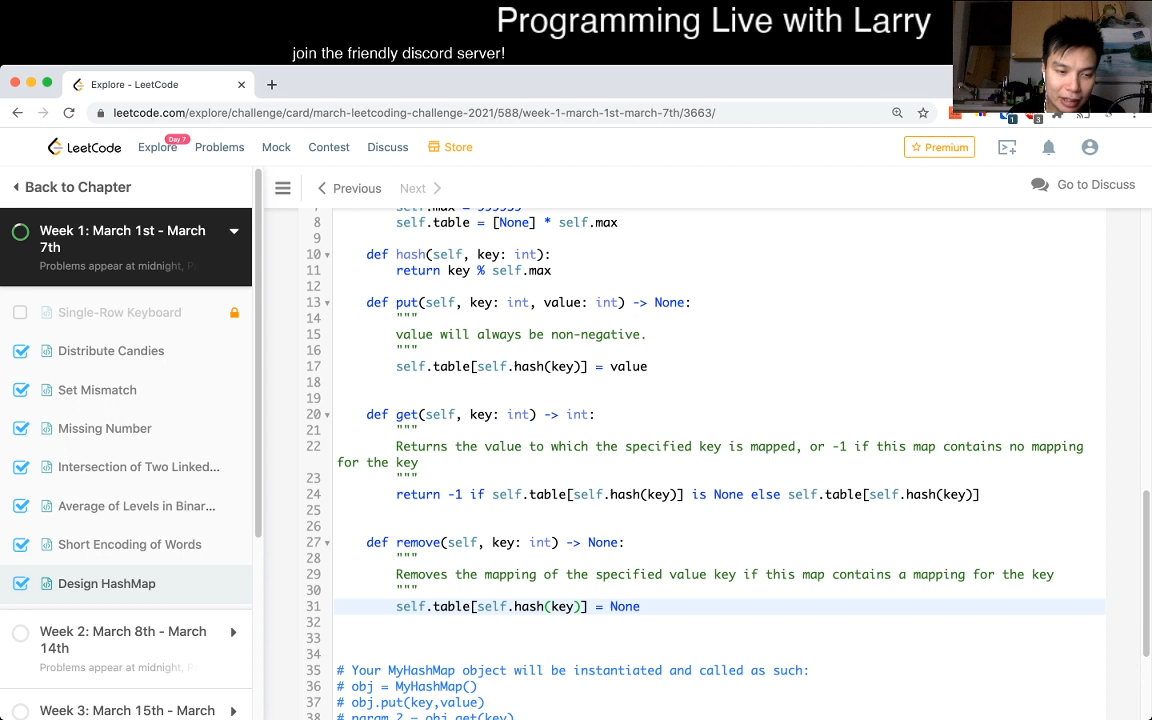 Programming Live with Larry
join the friendly discord server!
Explore - LeetCode
leetcode.com/explore/challenge/card/march-leetcoding-challenge-2021/588/week-1-march-1st-march-7th/3663/
LeetCode Explore Day 7 Problems Mock Contest Discuss Store Premium
Back to Chapter
Previous Next Go to Discuss
Week 1: March 1st - March
7th
Problems appear at midnight,
Single-Row Keyboard
Distribute Candies
Set Mismatch
Missing Number
Intersection of Two Linked...
Average of Levels in Binar...
Short Encoding of Words
Design HashMap
Week 2: March 8th - March
14th
Problems appear at midnight,
Week 3: March 15th - March
8 self.table = [None] * self.max
9
10 def hash(self, key: int):
11 return key % self.max
12
13 def put(self, key: int, value: int) -> None:
14 """
15 value will always be non-negative.
16 """
17 self.table[self.hash(key)] = value
18
19
20 def get(self, key: int) -> int:
21 """
22 Returns the value to which the specified key is mapped, or -1 if this map contains no mapping
for the key
23 """
24 return -1 if self.table[self.hash(key)] is None else self.table[self.hash(key)]
25
26
27 def remove(self, key: int) -> None:
28 """
29 Removes the mapping of the specified value key if this map contains a mapping for the key
30 """
31 self.table[self.hash(key)] = None
32
33
34
35 # Your MyHashMap object will be instantiated and called as such:
36 # obj = MyHashMap()
37 # obj.put(key,value)
38 # param_2 = obj.get(key)